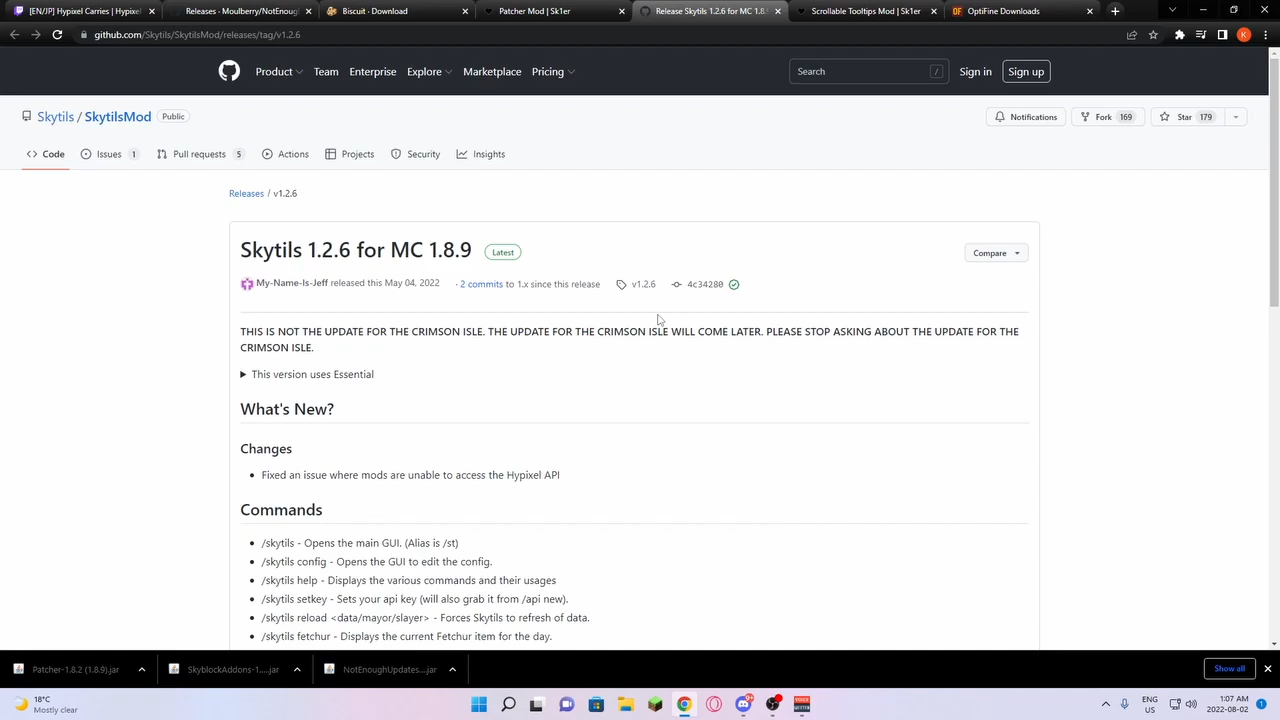 [EN/JP] Hypixel Carries | Hypixel
Releases · Moulberry/NotEnough
Biscuit - Download
Patcher Mod | Sk1er
Release Skytils 1.2.6 for MC 1.8.9
Scrollable Tooltips Mod | Sk1er
OptiFine Downloads
github.com/Skytils/SkytilsMod/releases/tag/v1.2.6
K
Product Team Enterprise Explore Marketplace Pricing
Search /
Sign in Sign up
Skytils / SkytilsMod Public
Notifications Fork 169 Star 179
Code Issues 1 Pull requests 5 Actions Projects Security Insights
Releases / v1.2.6
Skytils 1.2.6 for MC 1.8.9 Latest
Compare
My-Name-Is-Jeff released this May 04, 2022 · 2 commits to 1.x since this release v1.2.6 4c34280
THIS IS NOT THE UPDATE FOR THE CRIMSON ISLE. THE UPDATE FOR THE CRIMSON ISLE WILL COME LATER. PLEASE STOP ASKING ABOUT THE UPDATE FOR THE
CRIMSON ISLE.
This version uses Essential
What's New?
Changes
Fixed an issue where mods are unable to access the Hypixel API
Commands
/skytils - Opens the main GUI. (Alias is /st)
/skytils config - Opens the GUI to edit the config.
/skytils help - Displays the various commands and their usages
/skytils setkey - Sets your api key (will also grab it from /api new).
/skytils reload <data/mayor/slayer> - Forces Skytils to refresh of data.
/skytils fetchur - Displays the current Fetchur item for the day.
Patcher-1.8.2 (1.8.9).jar
SkyblockAddons-1.....jar
NotEnoughUpdates....jar
Show all
18°C
Mostly clear
ENG
US
1:07 AM
2022-08-02